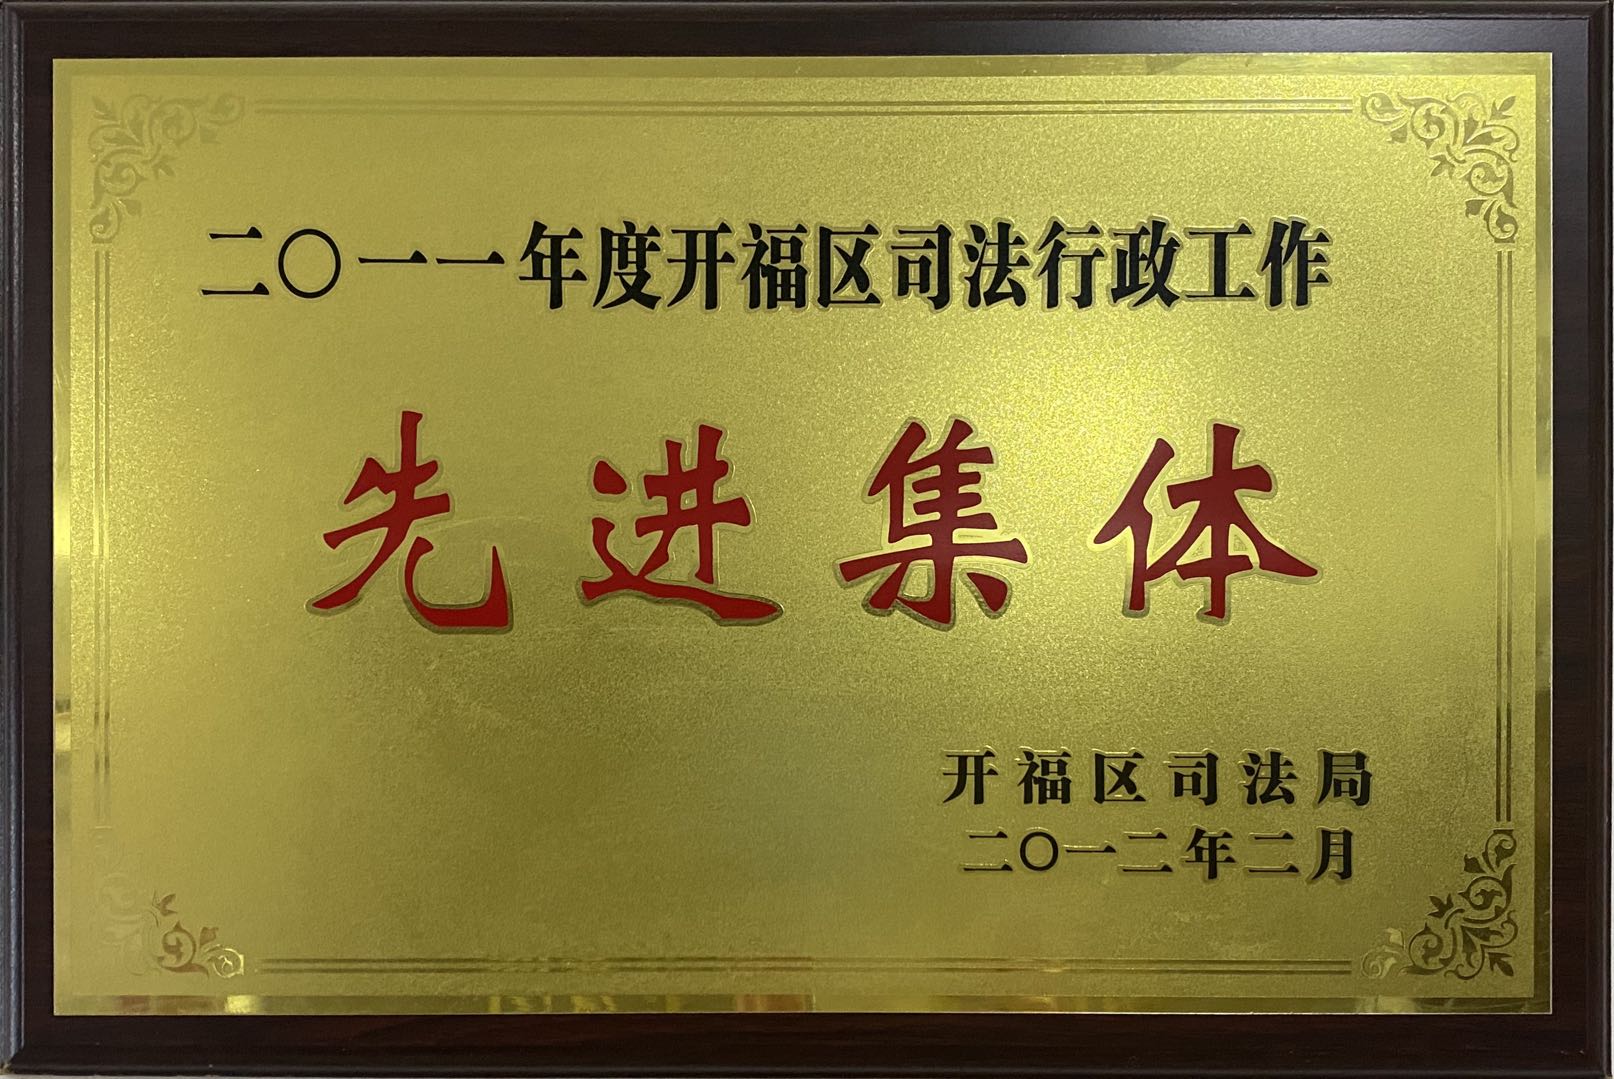 二〇一一年度开福区司法行政工作
先进集体
开福区司法局
二〇一二年二月